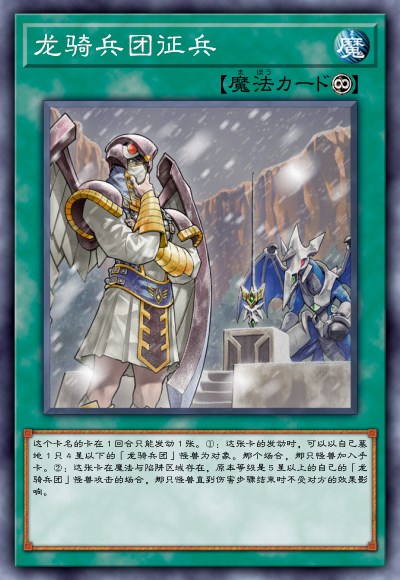 龙骑兵团征兵
魔
【魔法カード】
まほう
这个卡名的卡在1回合只能发动1张。①：这张卡的发动时，可以以自己墓
地1只4星以下的「龙骑兵团」怪兽为对象。那个场合，那只怪兽加入手
卡。②：这张卡在魔法与陷阱区域存在，原本等级是5星以上的自己的「龙
骑兵团」怪兽攻击的场合，那只怪兽直到伤害步骤结束时不受对方的效果影
响。